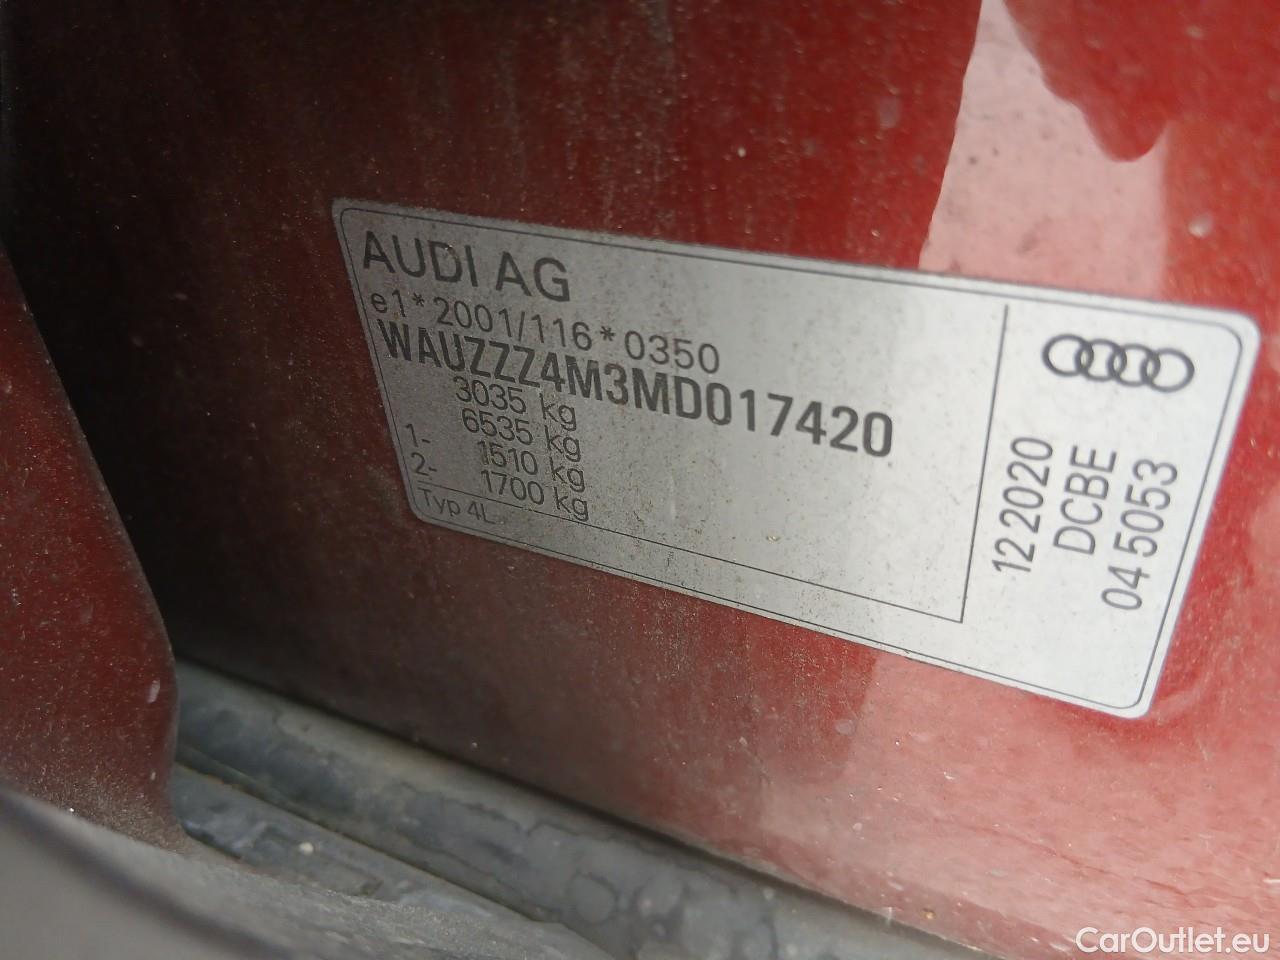 AUDI AG
e1*2001/116*0350
WAUZZZ4M3MD017420
3035 kg
6535 kg
1- 1510 kg
2- 1700 kg
Typ 4L
12 2020
DCBE
04 5053
CarOutlet.eu